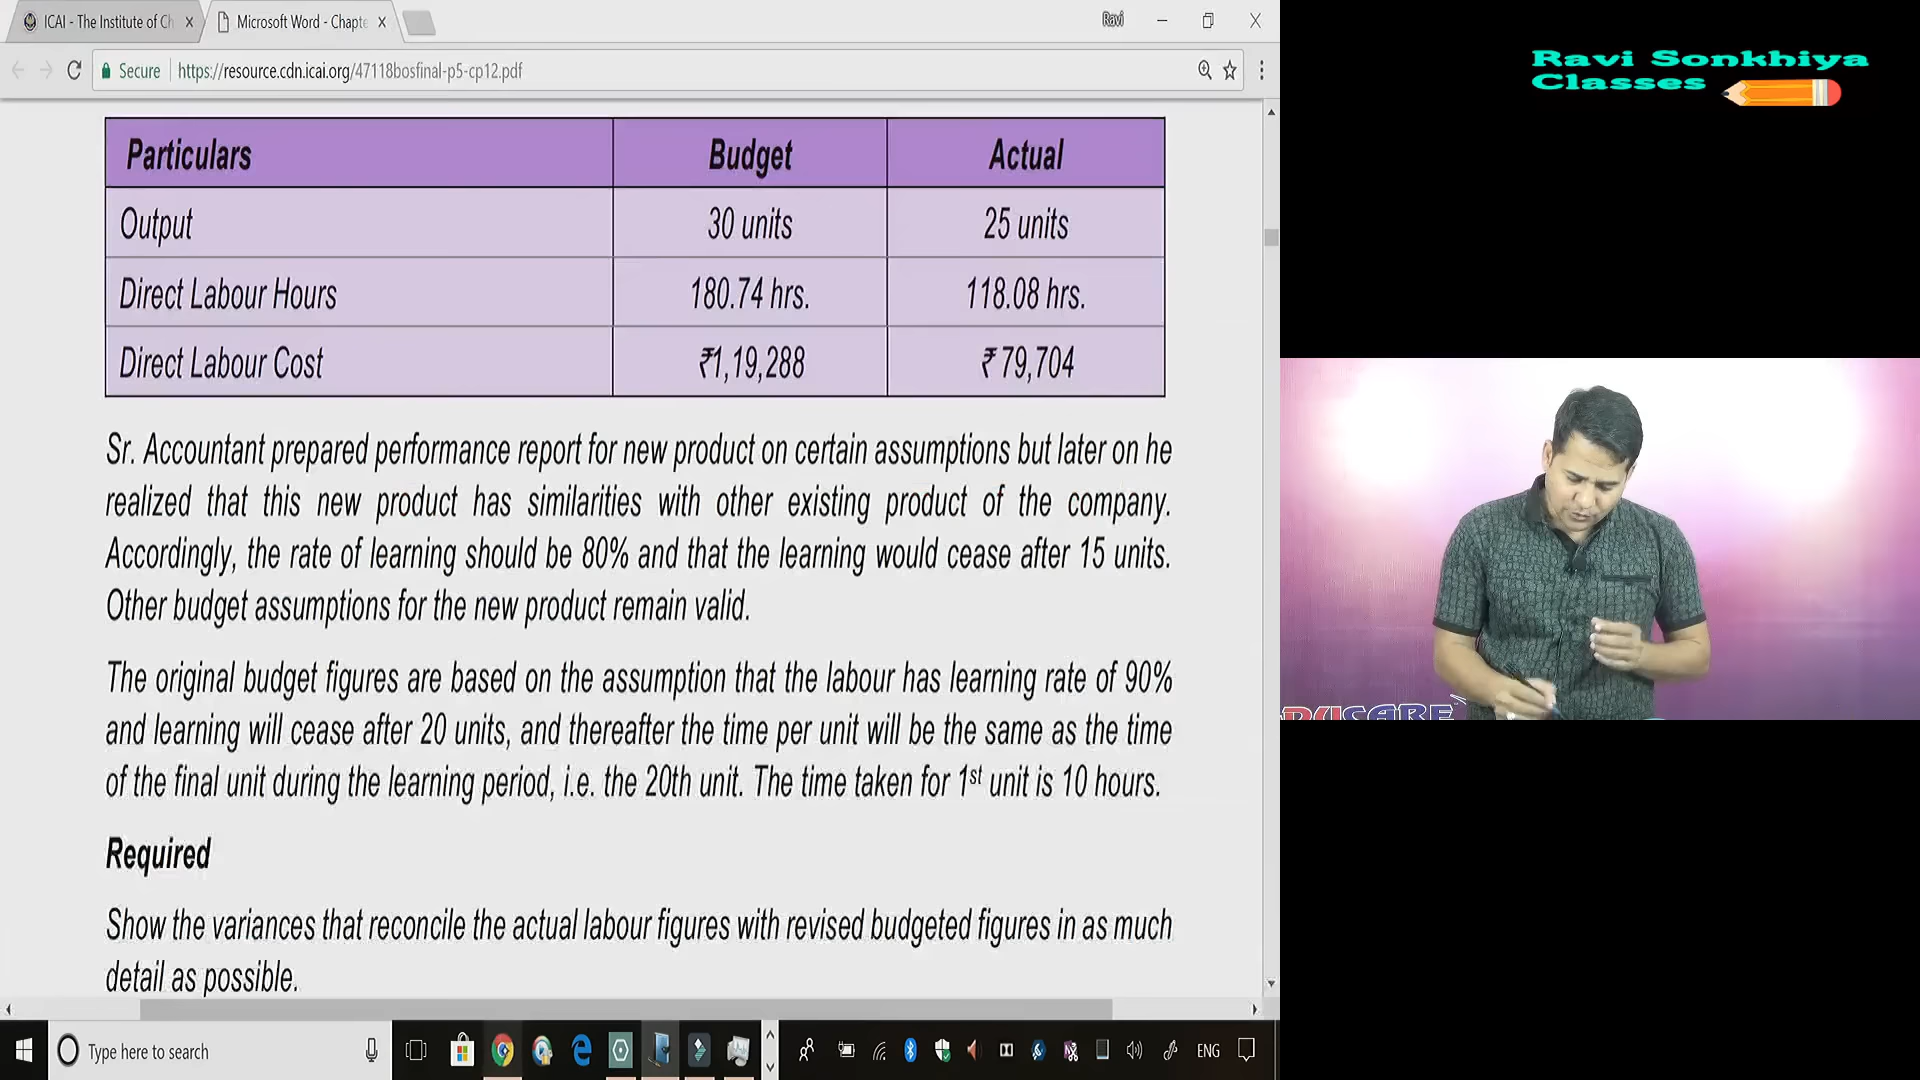 ICAI - The Institute of Ch
Microsoft Word - Chapte
Ravi
Secure
https://resource.cdn.icai.org/47118bosfinal-p5-cp12.pdf
Ravi Sonkhiya
Classes
Particulars Budget Actual
Output 30 units 25 units
Direct Labour Hours 180.74 hrs. 118.08 hrs.
Direct Labour Cost ₹1,19,288 ₹ 79,704
Sr. Accountant prepared performance report for new product on certain assumptions but later on he
realized that this new product has similarities with other existing product of the company.
Accordingly, the rate of learning should be 80% and that the learning would cease after 15 units.
Other budget assumptions for the new product remain valid.
The original budget figures are based on the assumption that the labour has learning rate of 90%
and learning will cease after 20 units, and thereafter the time per unit will be the same as the time
of the final unit during the learning period, i.e. the 20th unit. The time taken for 1st unit is 10 hours.
Required
Show the variances that reconcile the actual labour figures with revised budgeted figures in as much
detail as possible.
Type here to search
ENG